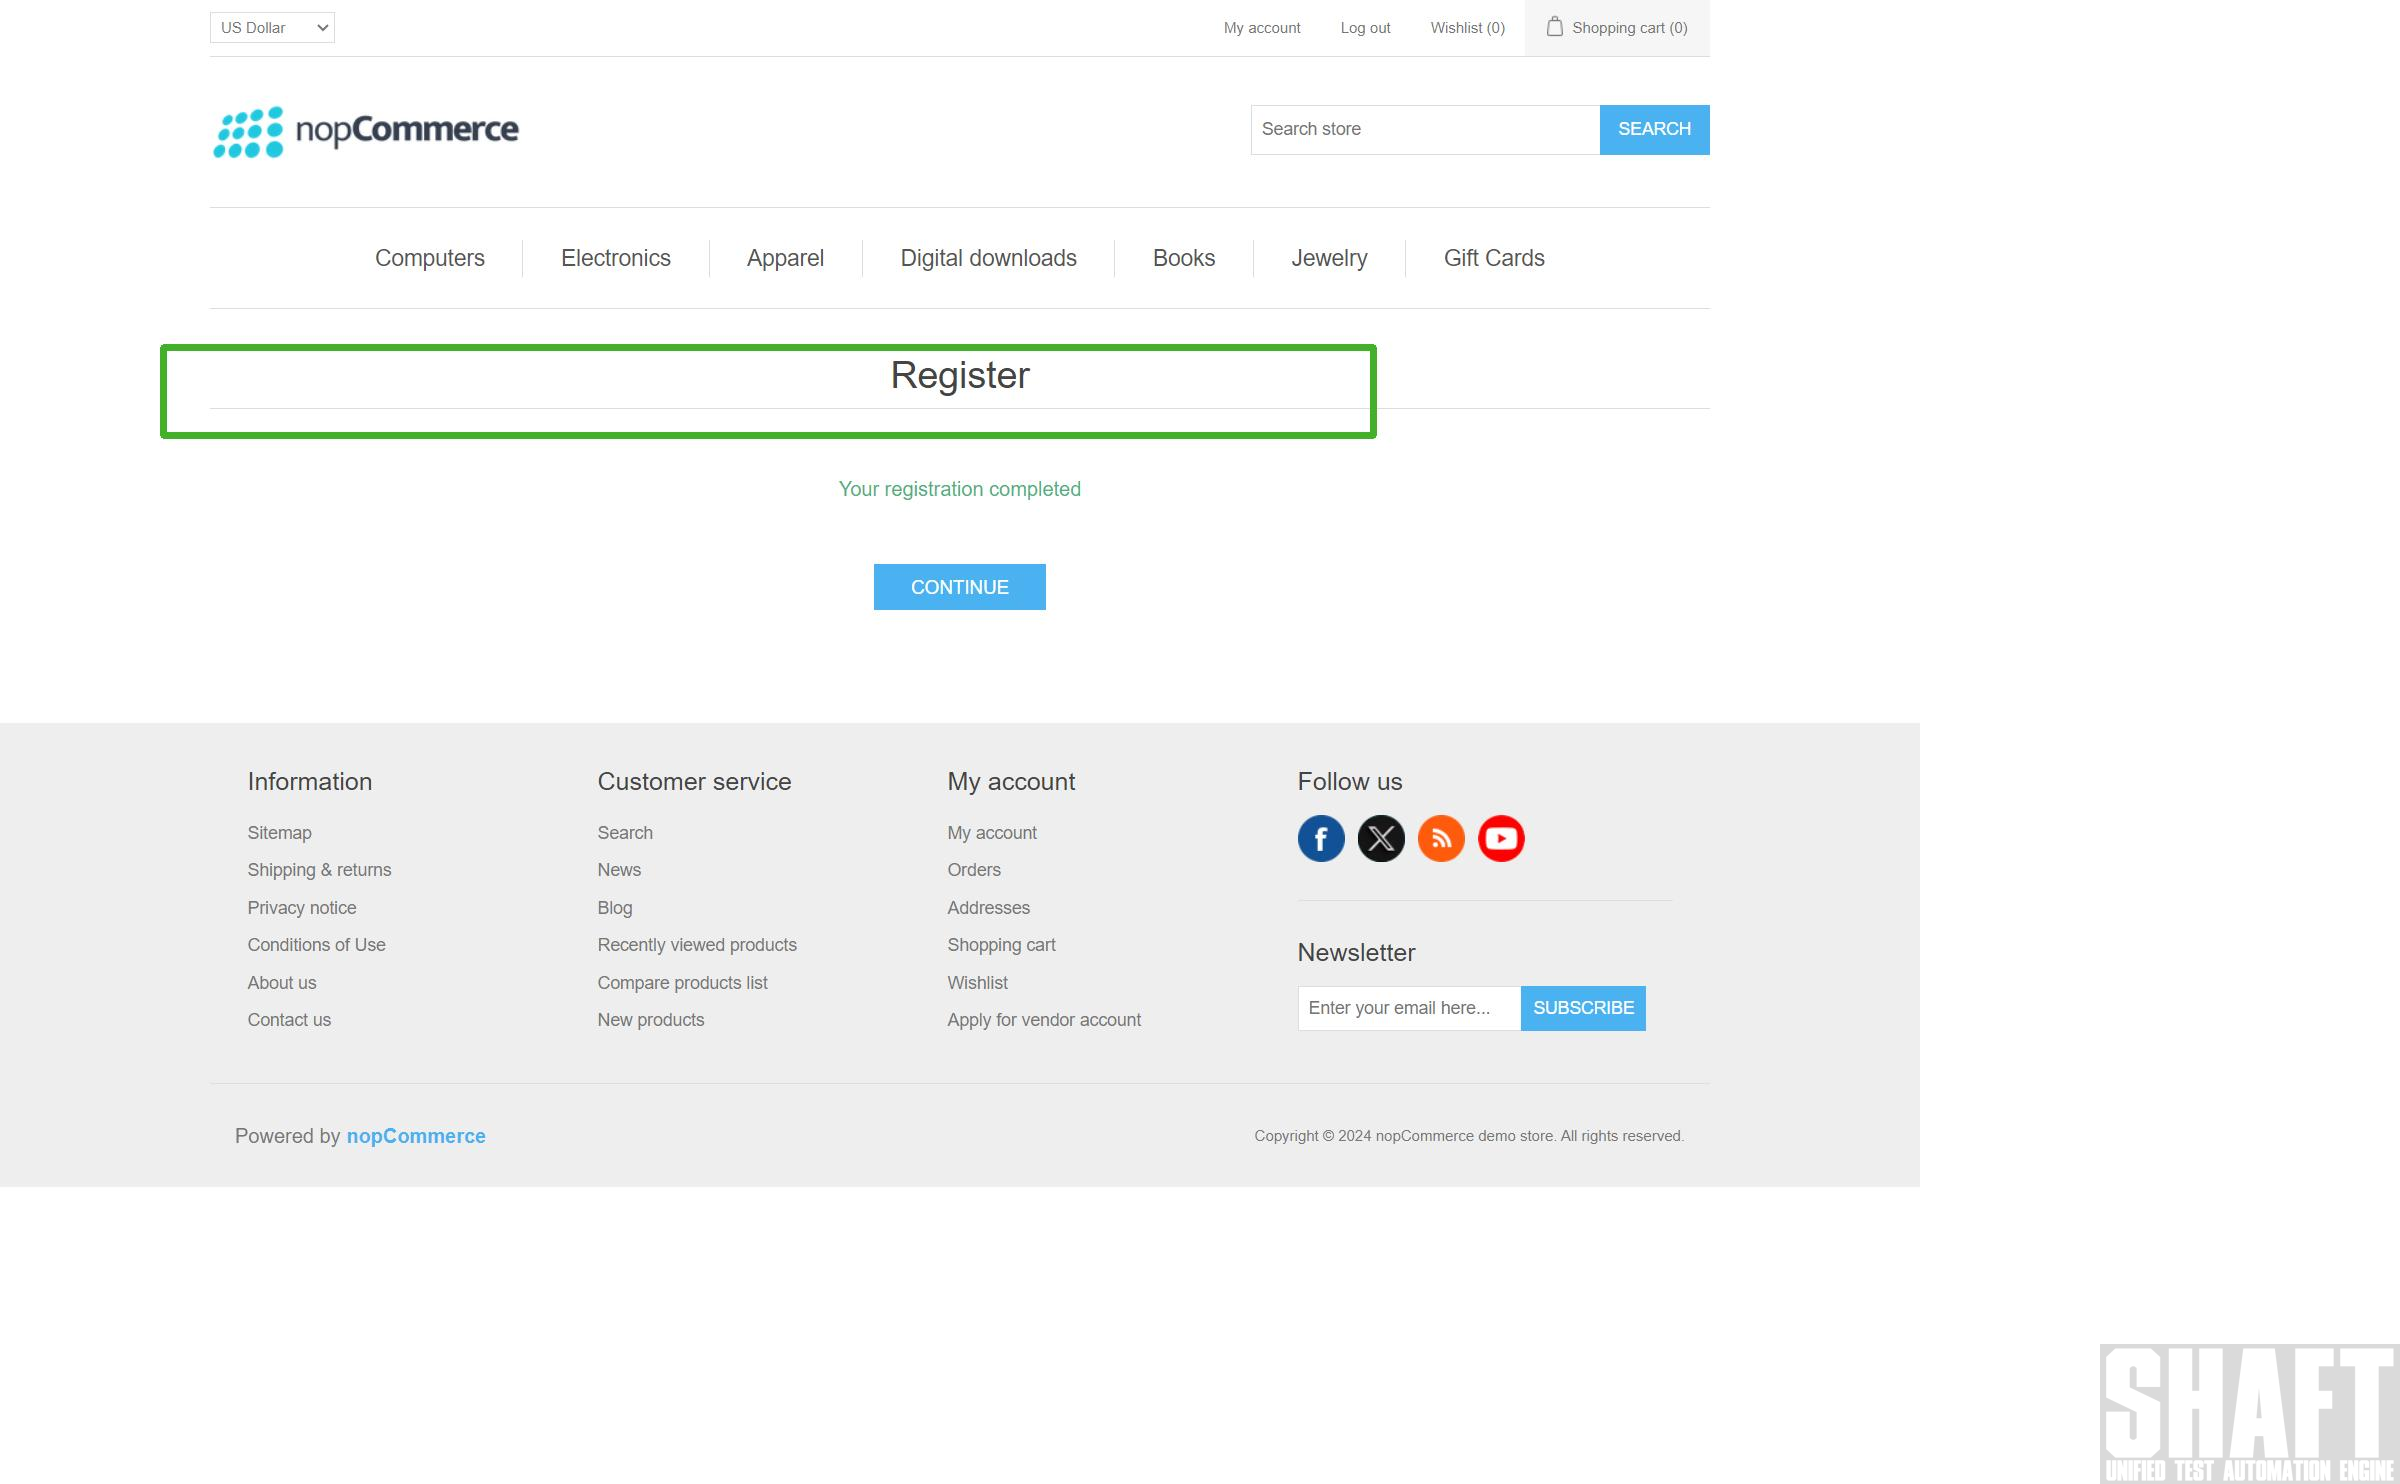 US Dollar
My account
Log out
Wishlist (0)
Shopping cart (0)
nopCommerce
Search store
SEARCH
Computers
Electronics
Apparel
Digital downloads
Books
Jewelry
Gift Cards
Register
Your registration completed
CONTINUE
Information
Sitemap
Shipping & returns
Privacy notice
Conditions of Use
About us
Contact us
Customer service
Search
News
Blog
Recently viewed products
Compare products list
New products
My account
My account
Orders
Addresses
Shopping cart
Wishlist
Apply for vendor account
Follow us
Newsletter
Enter your email here...
SUBSCRIBE
Powered by nopCommerce
Copyright © 2024 nopCommerce demo store. All rights reserved.
SHAFT
UNIFIED TEST AUTOMATION ENGINE